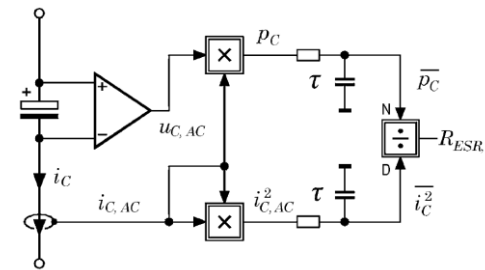 p_C
+
+
τ
\overline{p_C}
N
−
÷
R_{ESR,
u_{C, AC}
D
i_C
i_{C, AC}
i^2_{C, AC}
τ
\overline{i^2_C}
×
×